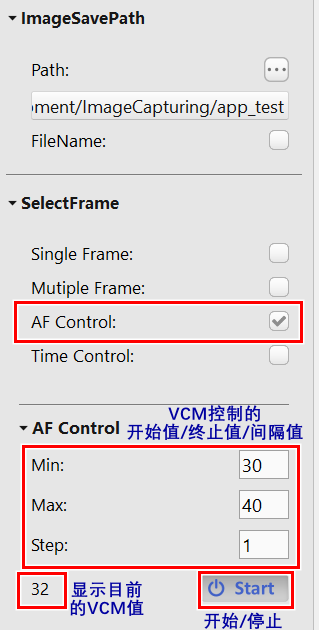 ImageSavePath
Path:
...
oment/ImageCapturing/app_test
FileName:
SelectFrame
Single Frame:
Mutiple Frame:
AF Control:
Time Control:
VCM控制的
AF Control 开始值/终止值/间隔值
Min: 30
Max: 40
Step: 1
32 显示目前 Start
的VCM值
开始/停止